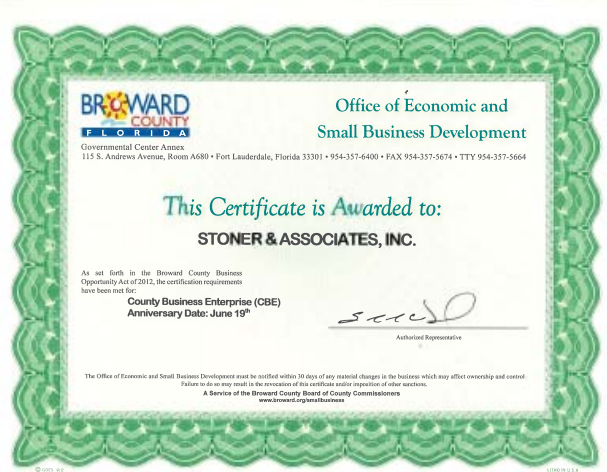 BROWARD
COUNTY
FLORIDA
Office of Economic and
Small Business Development
Governmental Center Annex
115 S. Andrews Avenue, Room A680 • Fort Lauderdale, Florida 33301 • 954-357-6400 • FAX 954-357-5674 • TTY 954-357-5664
This Certificate is Awarded to:
STONER & ASSOCIATES, INC.
As set forth in the Broward County Business
Opportunity Act of 2012, the certification requirements
have been met for:
County Business Enterprise (CBE)
Anniversary Date: June 19th
Authorized Representative
The Office of Economic and Small Business Development must be notified within 30 days of any material changes in the business which may affect ownership and control
Failure to do so may result in the revocation of this certificate and/or imposition of other sanctions.
A Service of the Broward County Board of County Commissioners
www.broward.org/smallbusiness
LITHO IN U.S.A.